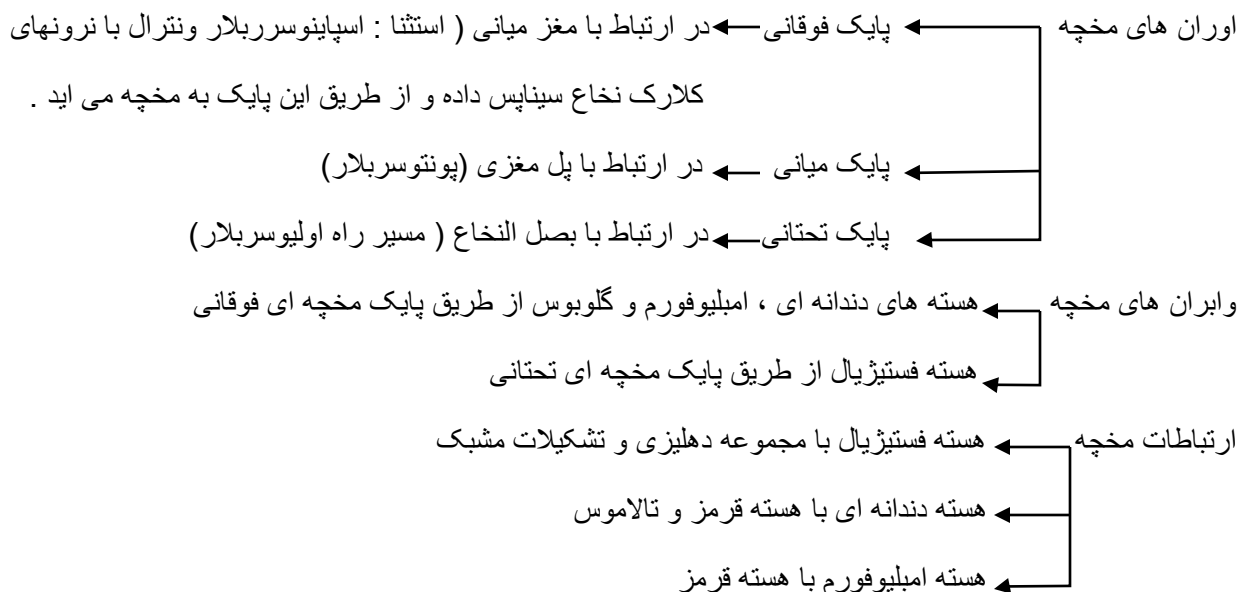 اوران های مخچه پایک فوقانی در ارتباط با مغز میانی ( استثنا : اسپاینوسرربلار ونترال با نرونهای
کلارک نخاع سیناپس داده و از طریق این پایک به مخچه می اید .
پایک میانی در ارتباط با پل مغزی (پونتوسربلار)
پایک تحتانی در ارتباط با بصل النخاع ( مسیر راه اولیوسربلار)
وابران های مخچه هسته های دندانه ای ، امبلیوفورم و گلوبوس از طریق پایک مخچه ای فوقانی
هسته فستیژیال از طریق پایک مخچه ای تحتانی
ارتباطات مخچه هسته فستیژیال با مجموعه دهلیزی و تشکیلات مشبک
هسته دندانه ای با هسته قرمز و تالاموس
هسته امبلیوفورم با هسته قرمز